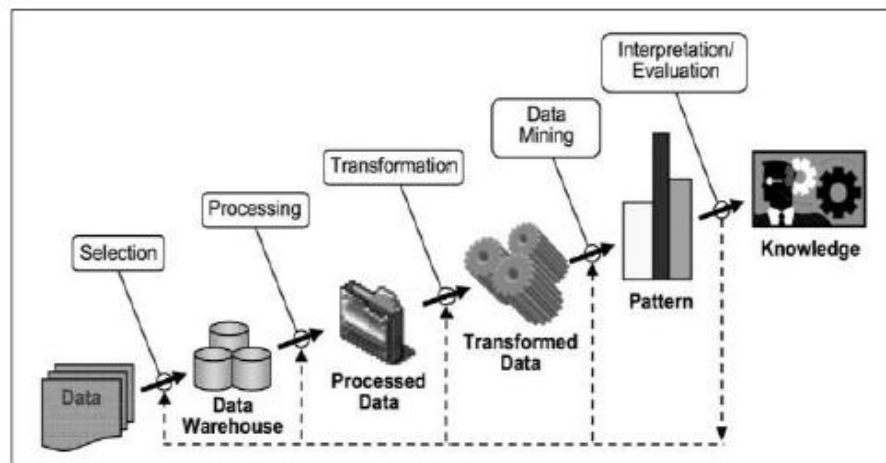 Interpretation/
Evaluation
Data
Mining
Transformation
Processing
Selection
Knowledge
Pattern
Transformed
Data
Processed
Data
Data
Warehouse
Data